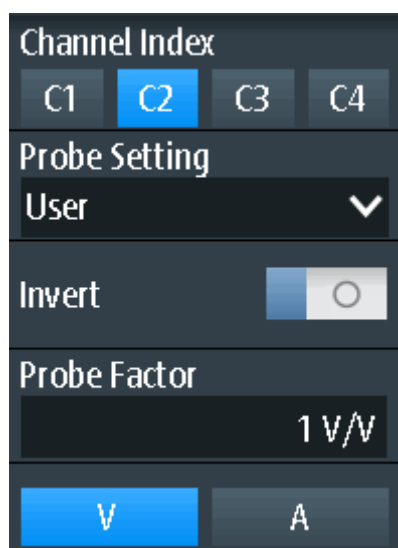 Channel Index
C1 C2 C3 C4
Probe Setting
User
Invert
Probe Factor
1 V/V
V A